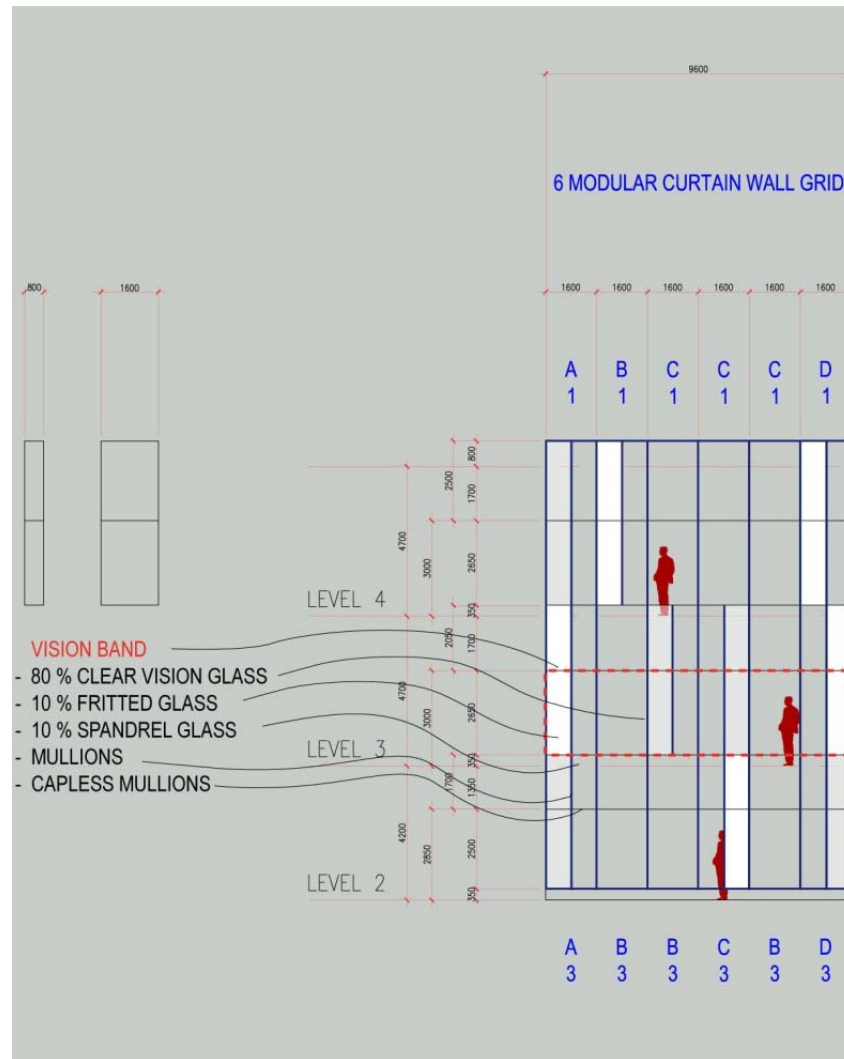 9600
6 MODULAR CURTAIN WALL GRID
800 1600 1600 1600 1600 1600 1600 1600
A B C C C D
1 1 1 1 1 1
800
2500
1700
4700
3000
2650
LEVEL 4
350
2050
1700
VISION BAND
- 80 % CLEAR VISION GLASS
- 10 % FRITTED GLASS
4700
3000
2650
- 10 % SPANDREL GLASS
LEVEL 3
- MULLIONS
350
1700
1350
- CAPLESS MULLIONS
4200
2850
2500
LEVEL 2
350
A B B C B D
3 3 3 3 3 3